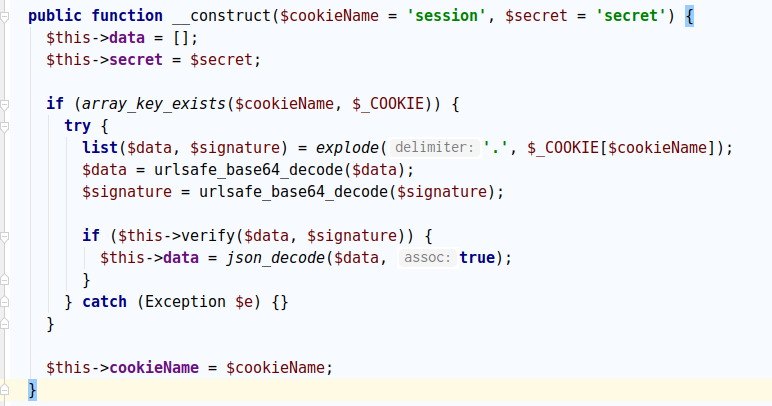 public function __construct($cookieName = 'session', $secret = 'secret') {
$this->data = [];
$this->secret = $secret;
if (array_key_exists($cookieName, $_COOKIE)) {
try {
list($data, $signature) = explode( delimiter: '.', $_COOKIE[$cookieName]);
$data = urlsafe_base64_decode($data);
$signature = urlsafe_base64_decode($signature);
if ($this->verify($data, $signature)) {
$this->data = json_decode($data, assoc: true);
}
} catch (Exception $e) {}
}
$this->cookieName = $cookieName;
}